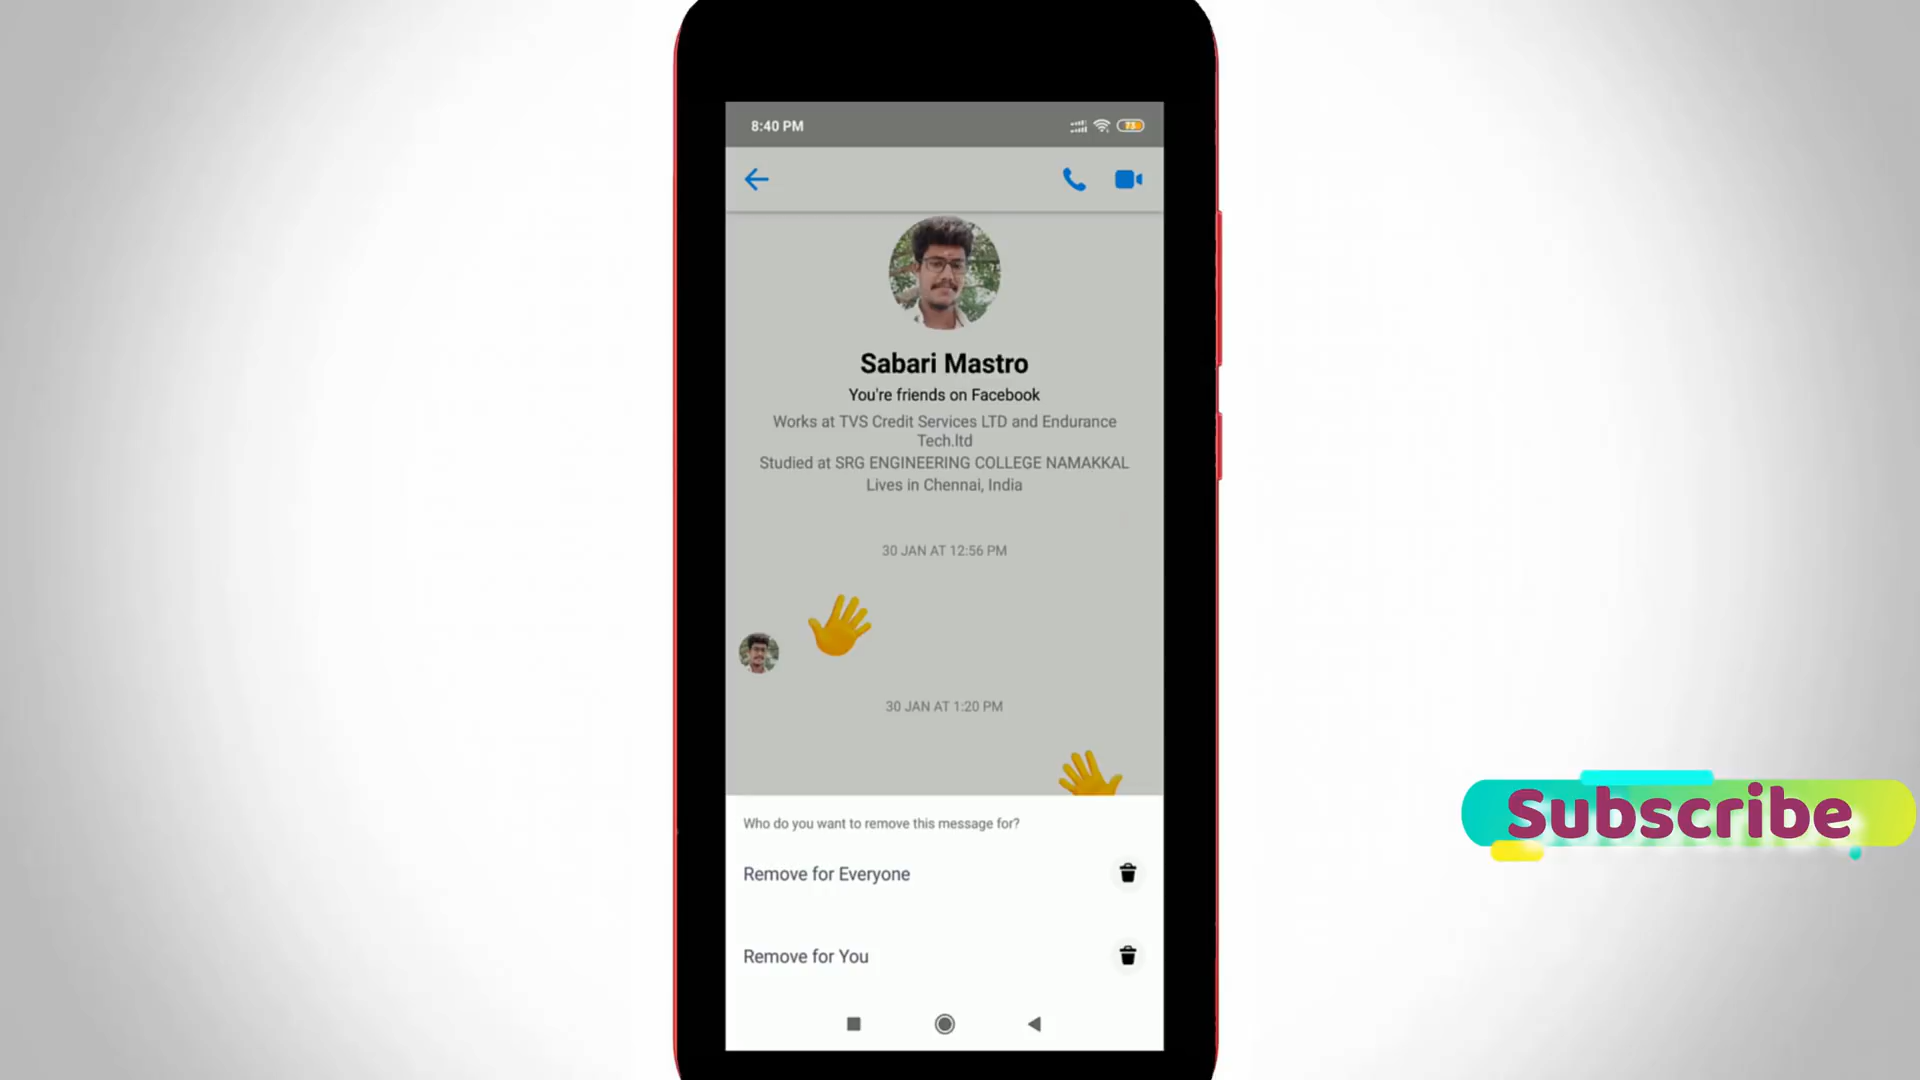 8:40 PM
73
Sabari Mastro
You're friends on Facebook
Works at TVS Credit Services LTD and Endurance
Tech.ltd
Studied at SRG ENGINEERING COLLEGE NAMAKKAL
Lives in Chennai, India
30 JAN AT 12:56 PM
30 JAN AT 1:20 PM
Who do you want to remove this message for?
Remove for Everyone
Remove for You
Subscribe